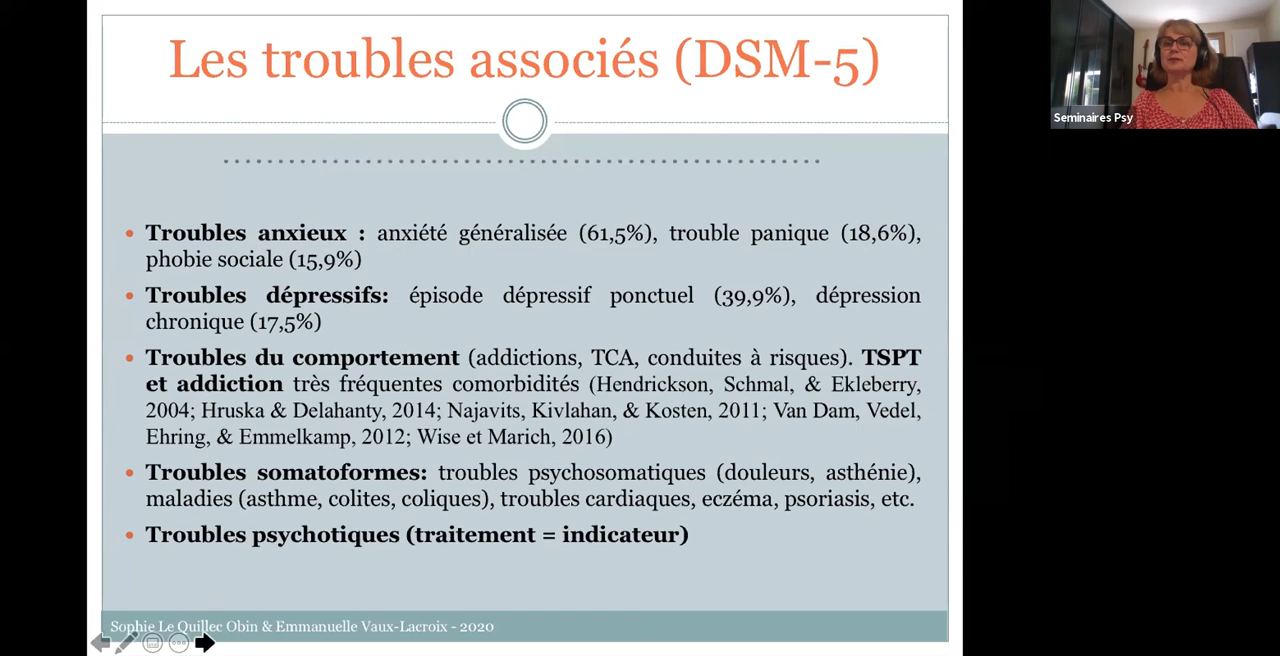 Les troubles associés (DSM-5)
Seminaires Psy
• Troubles anxieux : anxiété généralisée (61,5%), trouble panique (18,6%),
phobie sociale (15,9%)
• Troubles dépressifs: épisode dépressif ponctuel (39,9%), dépression
chronique (17,5%)
• Troubles du comportement (addictions, TCA, conduites à risques). TSPT
et addiction très fréquentes comorbidités (Hendrickson, Schmal, & Ekleberry,
2004; Hruska & Delahanty, 2014; Najavits, Kivlahan, & Kosten, 2011; Van Dam, Vedel,
Ehring, & Emmelkamp, 2012; Wise et Marich, 2016)
• Troubles somatoformes: troubles psychosomatiques (douleurs, asthénie),
maladies (asthme, colites, coliques), troubles cardiaques, eczéma, psoriasis, etc.
• Troubles psychotiques (traitement = indicateur)
Sophie Le Quillec Obin & Emmanuelle Vaux-Lacroix - 2020